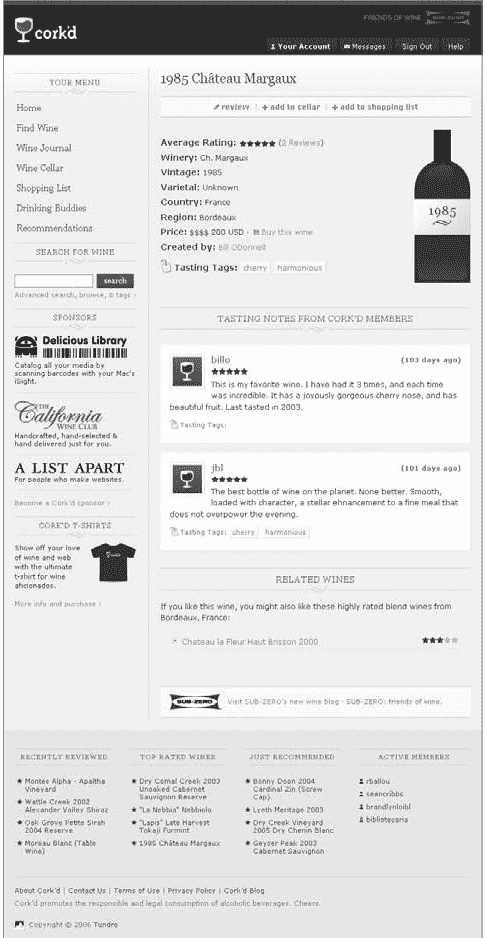 cork'd
FRIENDS OF WINE SUB-ZERO
Your Account Messages Sign Out Help
YOUR MENU
Home
Find Wine
Wine Journal
Wine Cellar
Shopping List
Drinking Buddies
Recommendations
SEARCH FOR WINE
search
Advanced search, browse, & tags ›
SPONSORS
Delicious Library
Catalog all your media by
scanning barcodes with your Mac's
iSight.
THE
California
WINE CLUB
Handcrafted, hand-selected &
hand delivered just for you.
A LIST APART
For people who make websites.
Become a Cork'd sponsor ›
CORK'D T-SHIRTS
Show off your love
of wine and web
with the ultimate
t-shirt for wine
aficionados.
More info and purchase ›
1985 Château Margaux
review | + add to cellar | + add to shopping list
Average Rating: ★★★★★ (2 Reviews)
Winery: Ch. Margaux
Vintage: 1985
Varietal: Unknown
Country: France
Region: Bordeaux
Price: $$$$ 200 USD - Buy this wine
Created by: Bill ODonnell
Tasting Tags: cherry harmonious
1985
TASTING NOTES FROM CORK'D MEMBERS
billo (103 days ago)
★★★★★
This is my favorite wine. I have had it 3 times, and each time
was incredible. It has a joyously gorgeous cherry nose, and has
beautiful fruit. Last tasted in 2003.
Tasting Tags:
jbl (101 days ago)
★★★★★
The best bottle of wine on the planet. None better. Smooth,
loaded with character, a stellar ehnancement to a fine meal that
does not overpower the evening.
Tasting Tags: cherry harmonious
RELATED WINES
If you like this wine, you might also like these highly rated blend wines from
Bordeaux, France:
Chateau la Fleur Haut Brisson 2000 ★★★★★
SUB-ZERO Visit SUB-ZERO's new wine blog - SUB-ZERO: friends of wine.
RECENTLY REVIEWED
★ Montes Alpha - Apaltha
Vineyard
★ Wattle Creek 2002
Alexander Valley Shiraz
★ Oak Grove Petite Sirah
2004 Reserve
★ Moreau Blanc (Table
Wine)
TOP RATED WINES
★ Dry Comal Creek 2003
Unoaked Cabernet
Sauvignon Reserve
★ "La Nebbia" Nebbiolo
★ "Lapis" Late Harvest
Tokaji Furmint
★ 1985 Château Margaux
JUST RECOMMENDED
★ Bonny Doon 2004
Cardinal Zin (Screw
Cap)
★ Lyeth Meritage 2003
★ Dry Creek Vineyard
2005 Dry Chenin Blanc
★ Geyser Peak 2003
Cabernet Sauvignon
ACTIVE MEMBERS
rballou
seancribbs
brandlynloibl
bibliotecaria
About Cork'd | Contact Us | Terms of Use | Privacy Policy | Cork'd Blog
Cork'd promotes the responsible and legal consumption of alcoholic beverages. Cheers.
Copyright © 2006 Tundro